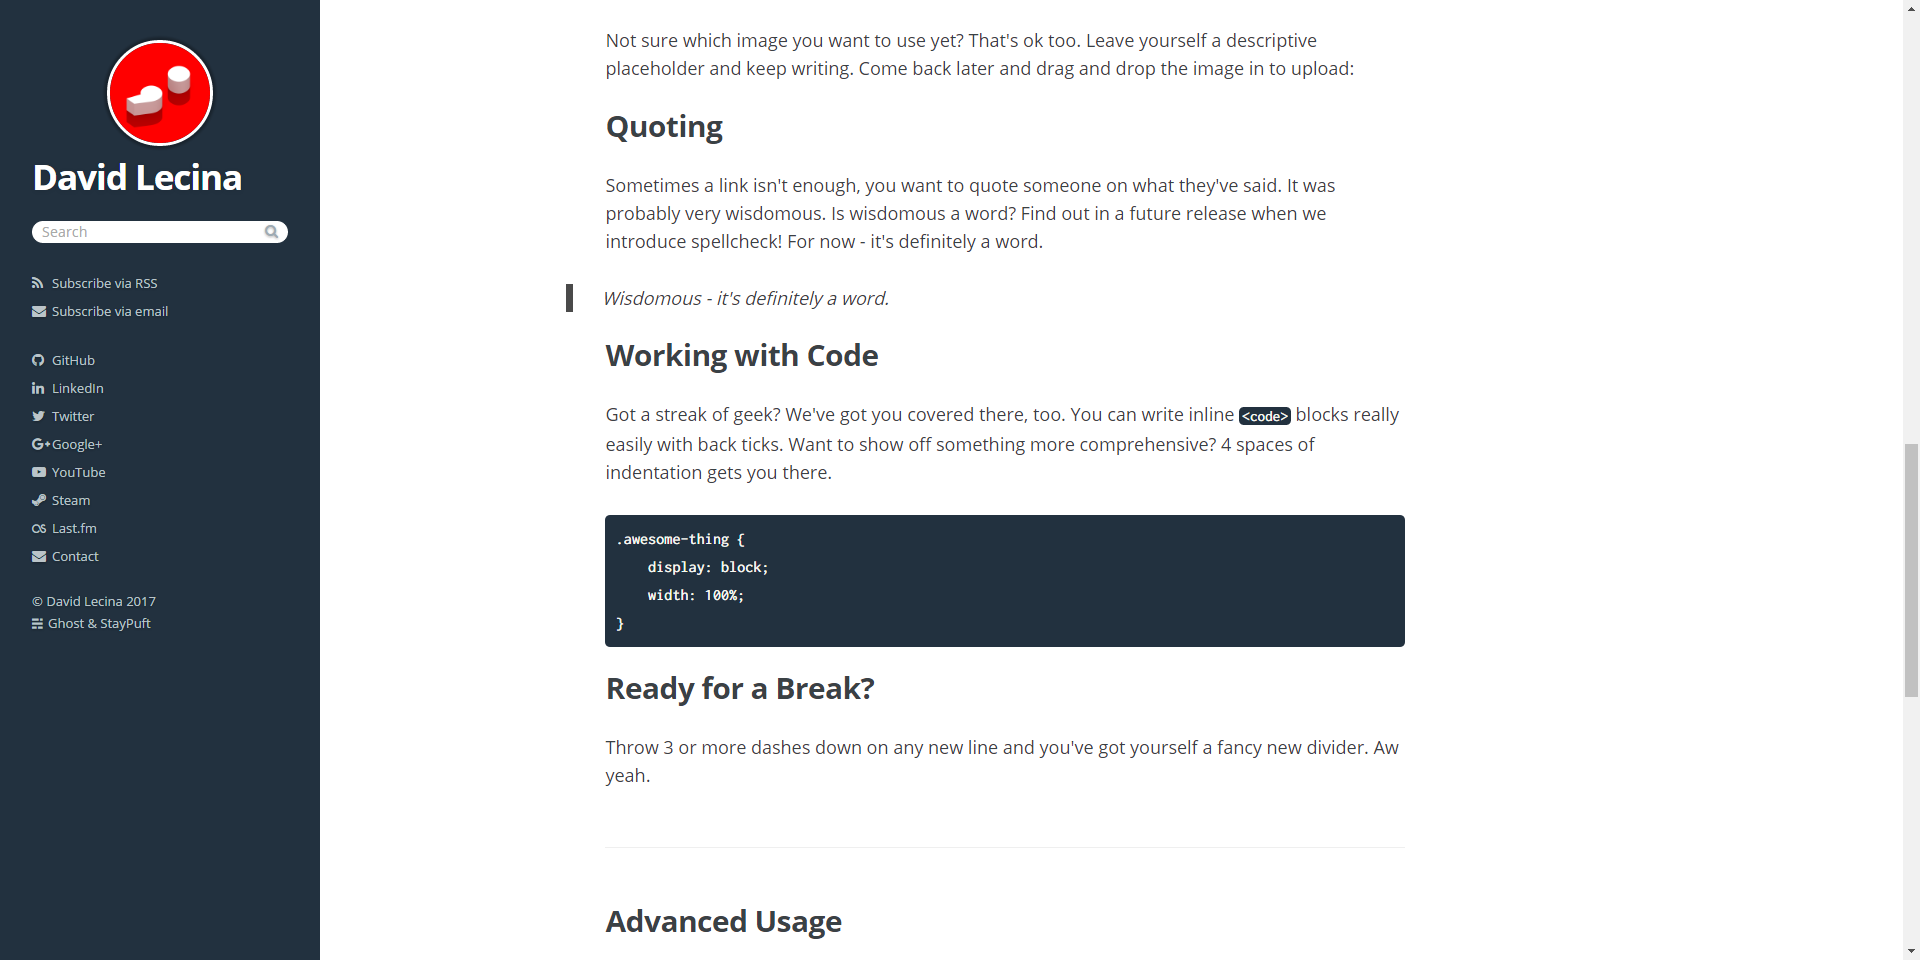 David Lecina
Search
Subscribe via RSS
Subscribe via email
GitHub
LinkedIn
Twitter
Google+
YouTube
Steam
Last.fm
Contact
© David Lecina 2017
Ghost & StayPuft
Not sure which image you want to use yet? That's ok too. Leave yourself a descriptive
placeholder and keep writing. Come back later and drag and drop the image in to upload:
Quoting
Sometimes a link isn't enough, you want to quote someone on what they've said. It was
probably very wisdomous. Is wisdomous a word? Find out in a future release when we
introduce spellcheck! For now - it's definitely a word.
Wisdomous - it's definitely a word.
Working with Code
Got a streak of geek? We've got you covered there, too. You can write inline <code> blocks really
easily with back ticks. Want to show off something more comprehensive? 4 spaces of
indentation gets you there.
.awesome-thing {
    display: block;
    width: 100%;
}
Ready for a Break?
Throw 3 or more dashes down on any new line and you've got yourself a fancy new divider. Aw
yeah.
Advanced Usage